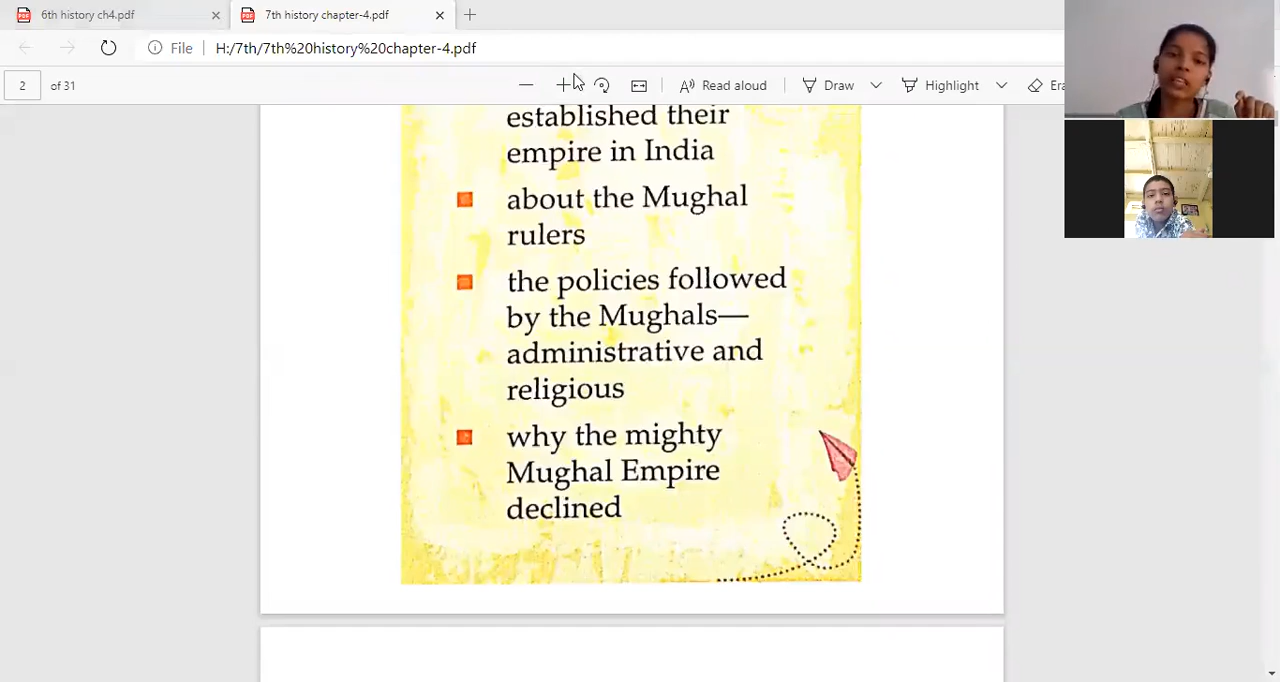 6th history ch4.pdf
7th history chapter-4.pdf
File
H:/7th/7th%20history%20chapter-4.pdf
2 of 31
Read aloud
Draw
Highlight
Era
established their
empire in India
about the Mughal
rulers
the policies followed
by the Mughals—
administrative and
religious
why the mighty
Mughal Empire
declined